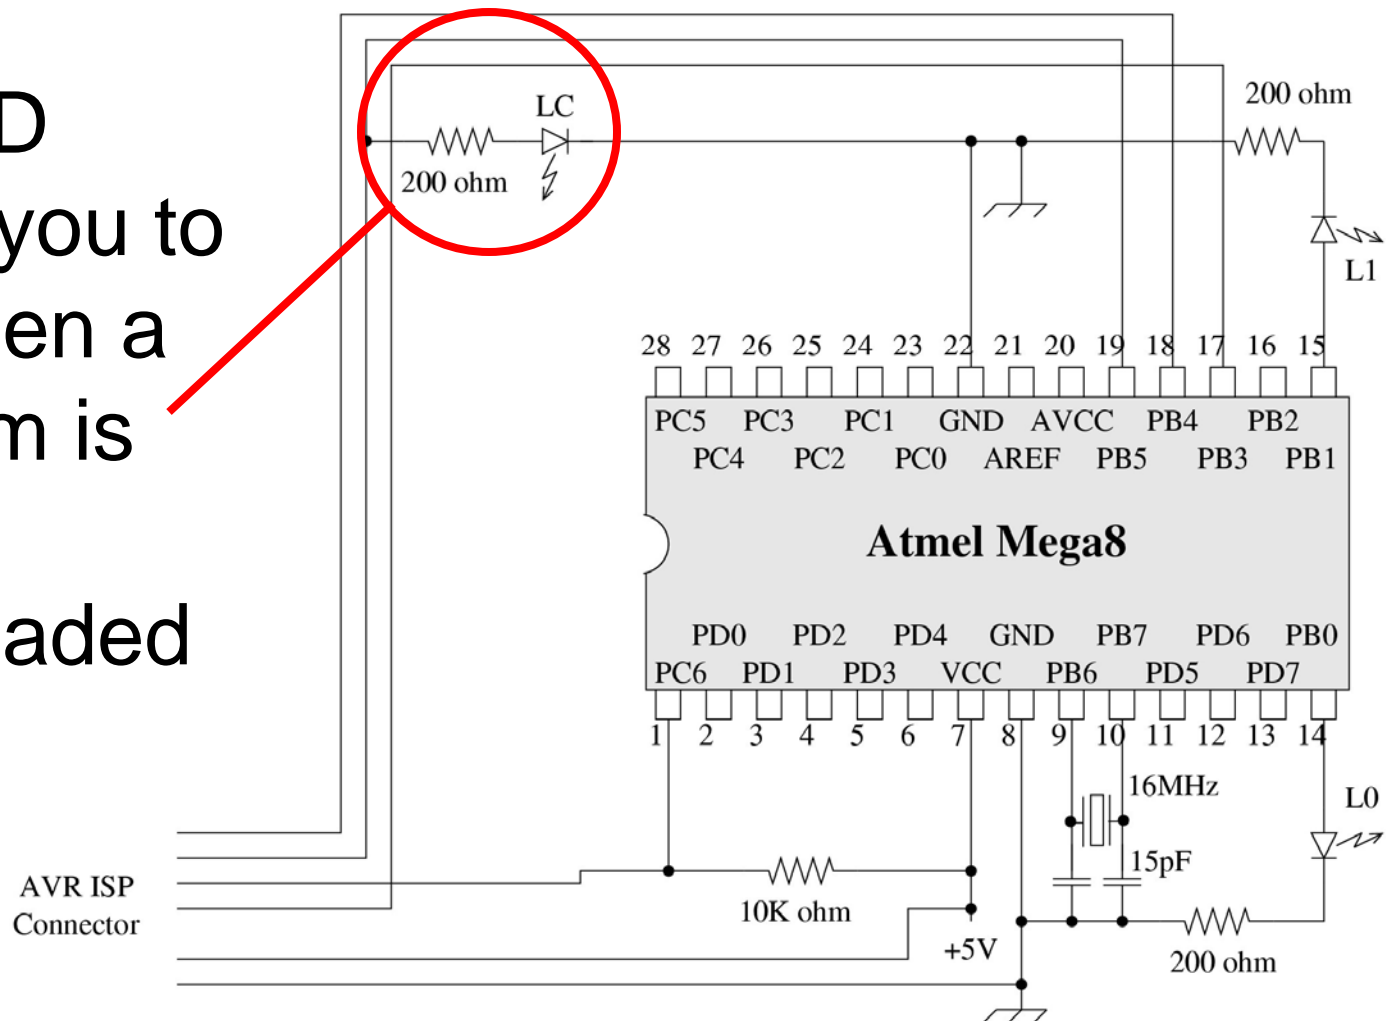 D
you to
en a
m is
aded
LC
200 ohm
200 ohm
L1
28 27 26 25 24 23 22 21 20 19 18 17 16 15
PC5 PC3 PC1 GND AVCC PB4 PB2
PC4 PC2 PC0 AREF PB5 PB3 PB1
Atmel Mega8
PD0 PD2 PD4 GND PB7 PD6 PB0
PC6 PD1 PD3 VCC PB6 PD5 PD7
1 2 3 4 5 6 7 8 9 10 11 12 13 14
16MHz
L0
15pF
AVR ISP
Connector
10K ohm
+5V
200 ohm